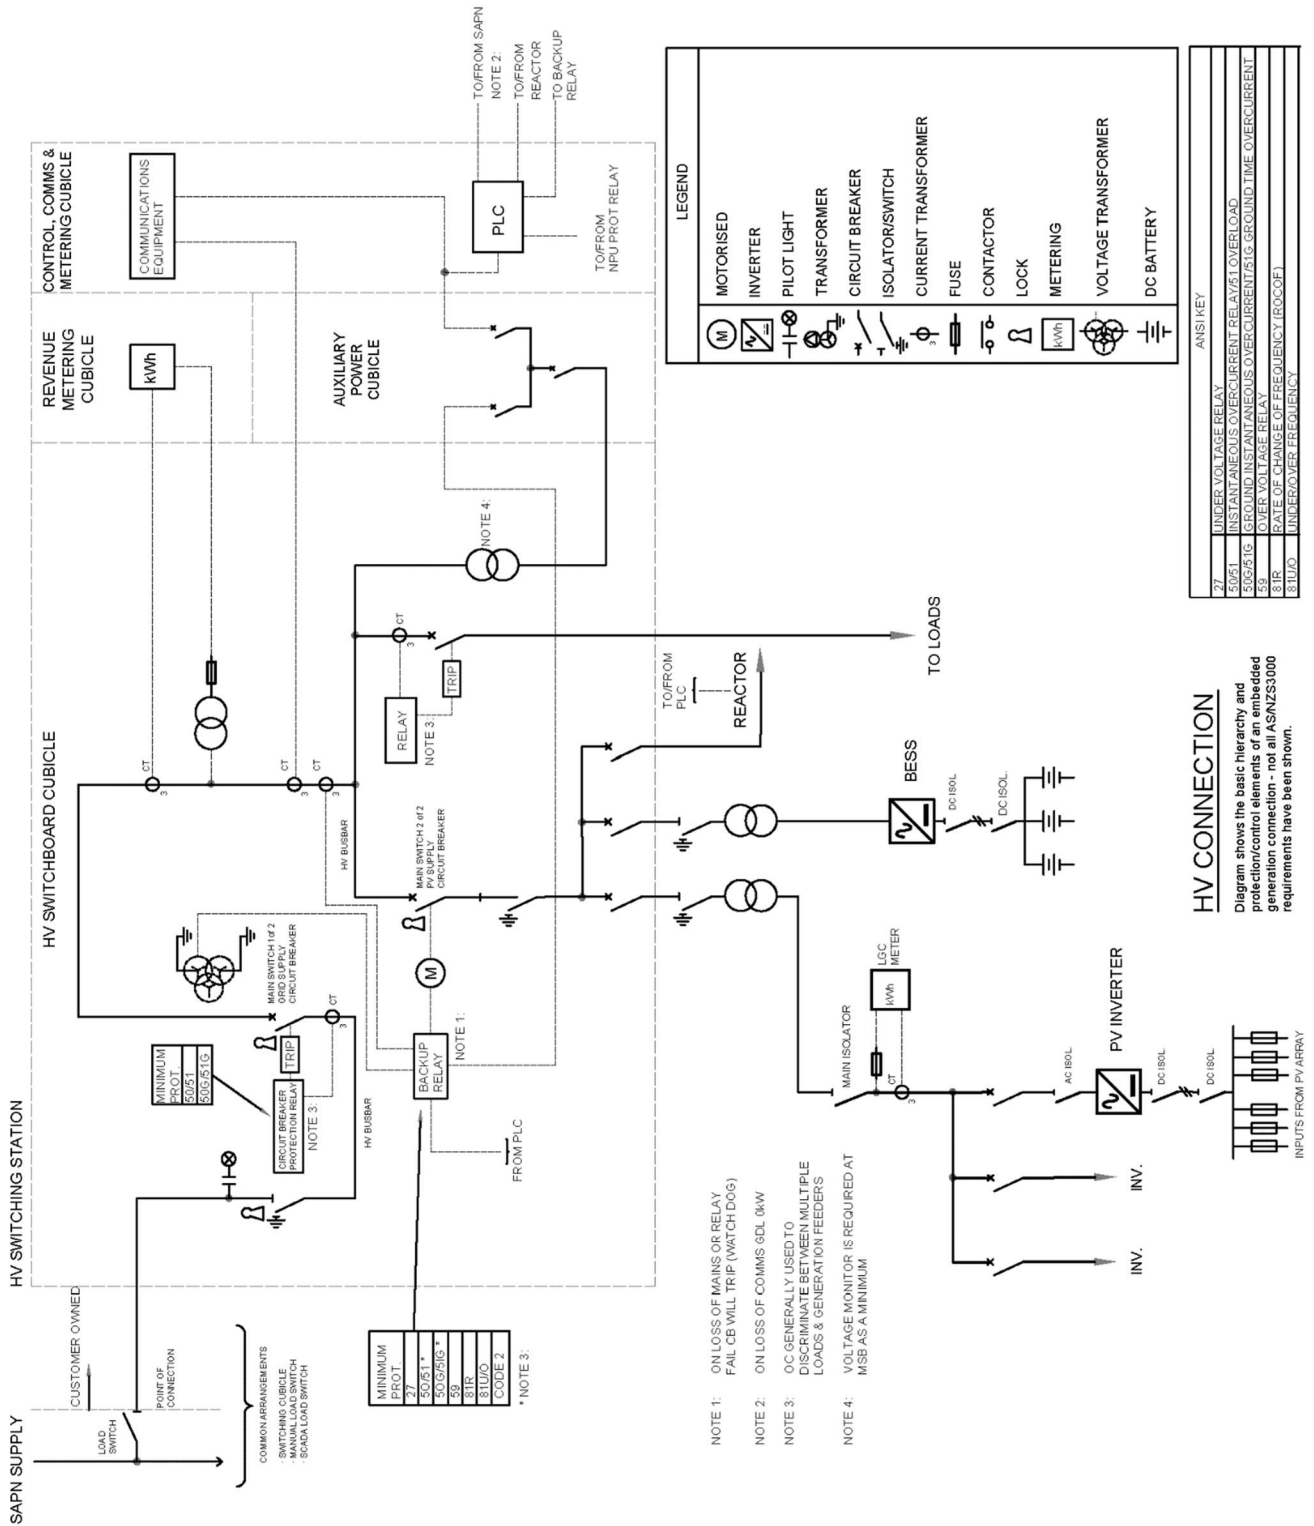 SAPN SUPPLY
LOAD
SWITCH
CUSTOMER OWNED
POINT OF
CONNECTION
COMMON ARRANGEMENTS
- SWITCHING CUBICLE
- MANUAL LOAD SWITCH
- SCADA LOAD SWITCH
HV SWITCHING STATION
HV SWITCHBOARD CUBICLE
MINIMUM
PROT.
50/51
50G/51G
CIRCUIT BREAKER
PROTECTION RELAY
NOTE 3:
TRIP
MAIN SWITCH 1 of 2
GRID SUPPLY
CIRCUIT BREAKER
CT
3
HV BUSBAR
CT
3
CT
3
CT
3
HV BUSBAR
MAIN SWITCH 2 of 2
PV SUPPLY
CIRCUIT BREAKER
M
BACKUP
RELAY
NOTE 1:
FROM PLC
RELAY
NOTE 3:
TRIP
CT
3
NOTE 4:
REVENUE
METERING
CUBICLE
kWh
AUXILIARY
POWER
CUBICLE
CONTROL, COMMS &
METERING CUBICLE
COMMUNICATIONS
EQUIPMENT
PLC
TO/FROM SAPN
NOTE 2:
TO/FROM
REACTOR
TO BACKUP
RELAY
TO/FROM
NPU PROT RELAY
MINIMUM
PROT.
27
50/51 *
50G/5IG *
59
81R
81U/O
CODE 2
* NOTE 3:
TO/FROM
PLC
REACTOR
TO LOADS
BESS
DC ISOL
DC ISOL.
MAIN ISOLATOR
LGC
METER
kWh
CT
3
AC ISOL
PV INVERTER
DC ISOL
DC ISOL.
INPUTS FROM PV ARRAY
INV.
INV.
NOTE 1: ON LOSS OF MAINS OR RELAY
FAIL CB WILL TRIP (WATCH DOG)
NOTE 2: ON LOSS OF COMMS GDL 0kW
NOTE 3: OC GENERALLY USED TO
DISCRIMINATE BETWEEN MULTIPLE
LOADS & GENERATION FEEDERS
NOTE 4: VOLTAGE MONITOR IS REQUIRED AT
MSB AS A MINIMUM
LEGEND
M MOTORISED
INVERTER
PILOT LIGHT
TRANSFORMER
CIRCUIT BREAKER
ISOLATOR/SWITCH
3 CURRENT TRANSFORMER
FUSE
CONTACTOR
LOCK
kWh METERING
VOLTAGE TRANSFORMER
DC BATTERY
ANSI KEY
27 UNDER VOLTAGE RELAY
50/51 INSTANTANEOUS OVERCURRENT RELAY/51 OVERLOAD
50G/51G GROUND INSTANTANEOUS OVERCURRENT/51G GROUND TIME OVERCURRENT
59 OVER VOLTAGE RELAY
81R RATE OF CHANGE OF FREQUENCY (ROCOF)
81U/O UNDER/OVER FREQUENCY
HV CONNECTION
Diagram shows the basic hierarchy and
protection/control elements of an embedded
generation connection - not all AS/NZS3000
requirements have been shown.